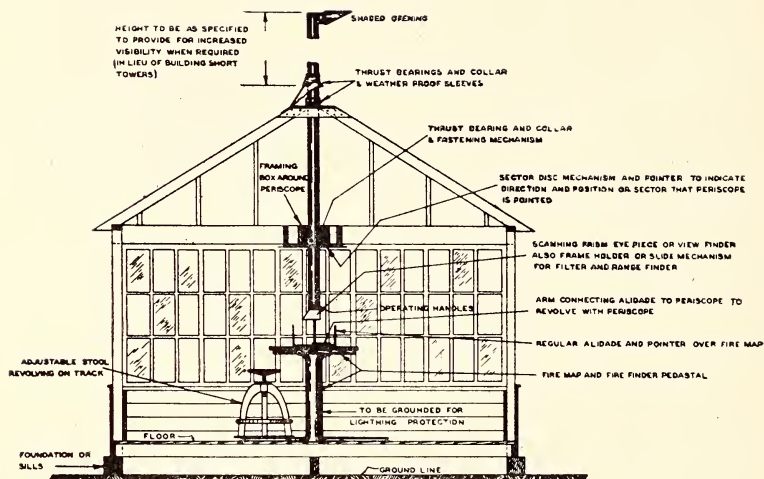 SHADED OPENING
HEIGHT TO BE AS SPECIFIED
TO PROVIDE FOR INCREASED
VISIBILITY WHEN REQUIRED
(IN LIEU OF BUILDING SHORT
TOWERS)
THRUST BEARINGS AND COLLAR
& WEATHER PROOF SLEEVES
THRUST BEARING AND COLLAR
& FASTENING MECHANISM
FRAMING
BOX AROUND
PERISCOPE
SECTOR DISC MECHANISM AND POINTER TO INDICATE
DIRECTION AND POSITION OR SECTOR THAT PERISCOPE
IS POINTED
SCANNING PRISM EYE PIECE OR VIEW FINDER
ALSO FRAME HOLDER OR SLIDE MECHANISM
FOR FILTER AND RANGE FINDER
OPERATING HANDLES
ARM CONNECTING ALIDADE TO PERISCOPE TO
REVOLVE WITH PERISCOPE
REGULAR ALIDADE AND POINTER OVER FIRE MAP
ADJUSTABLE STOOL
REVOLVING ON TRACK
FIRE MAP AND FIRE FINDER PEDASTAL
TO BE GROUNDED FOR
LIGHTNING PROTECTION
FLOOR
FOUNDATION OR
SILLS
GROUND LINE